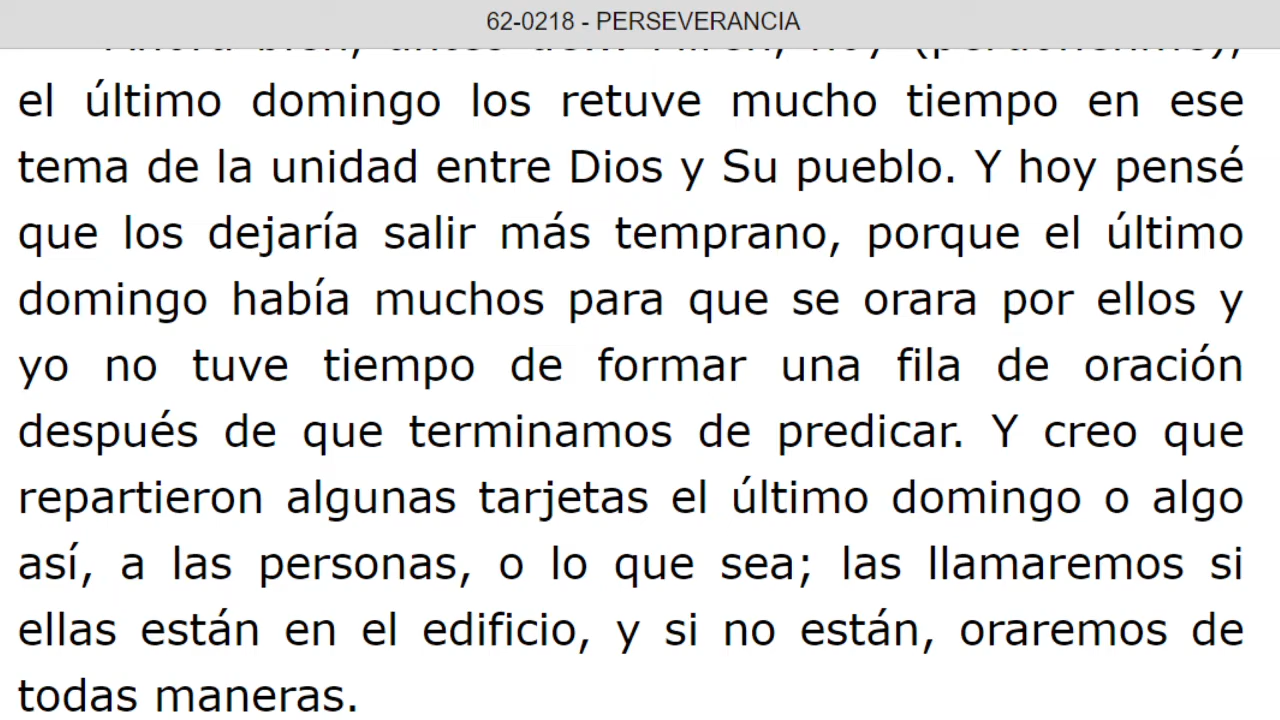 62-0218 - PERSEVERANCIA
el último domingo los retuve mucho tiempo en ese
tema de la unidad entre Dios y Su pueblo. Y hoy pensé
que los dejaría salir más temprano, porque el último
domingo había muchos para que se orara por ellos y
yo no tuve tiempo de formar una fila de oración
después de que terminamos de predicar. Y creo que
repartieron algunas tarjetas el último domingo o algo
así, a las personas, o lo que sea; las llamaremos si
ellas están en el edificio, y si no están, oraremos de
todas maneras.